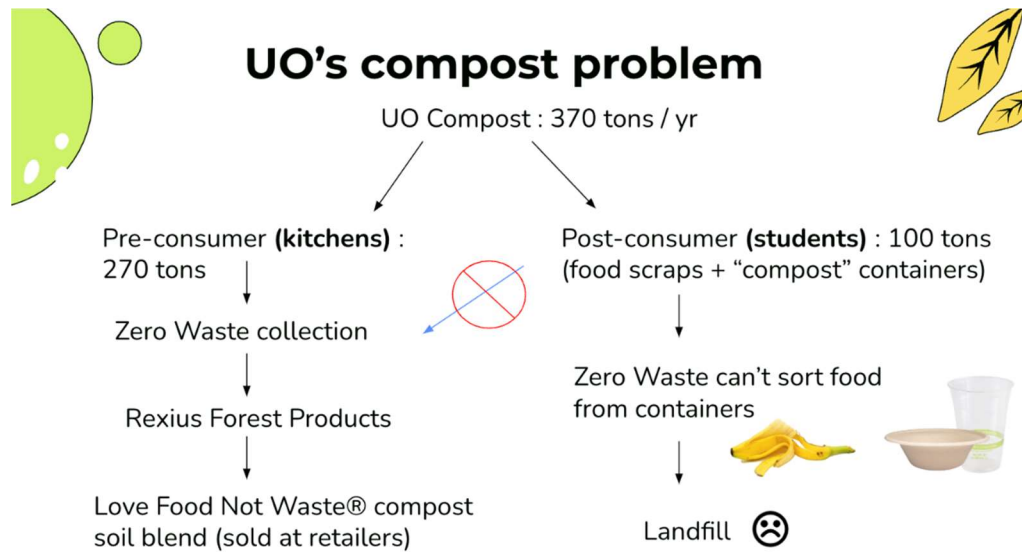 UO's compost problem
UO Compost : 370 tons / yr
Pre-consumer (kitchens) :
270 tons
Zero Waste collection
Rexius Forest Products
Love Food Not Waste® compost
soil blend (sold at retailers)
Post-consumer (students) : 100 tons
(food scraps + “compost” containers)
Zero Waste can't sort food
from containers
Landfill